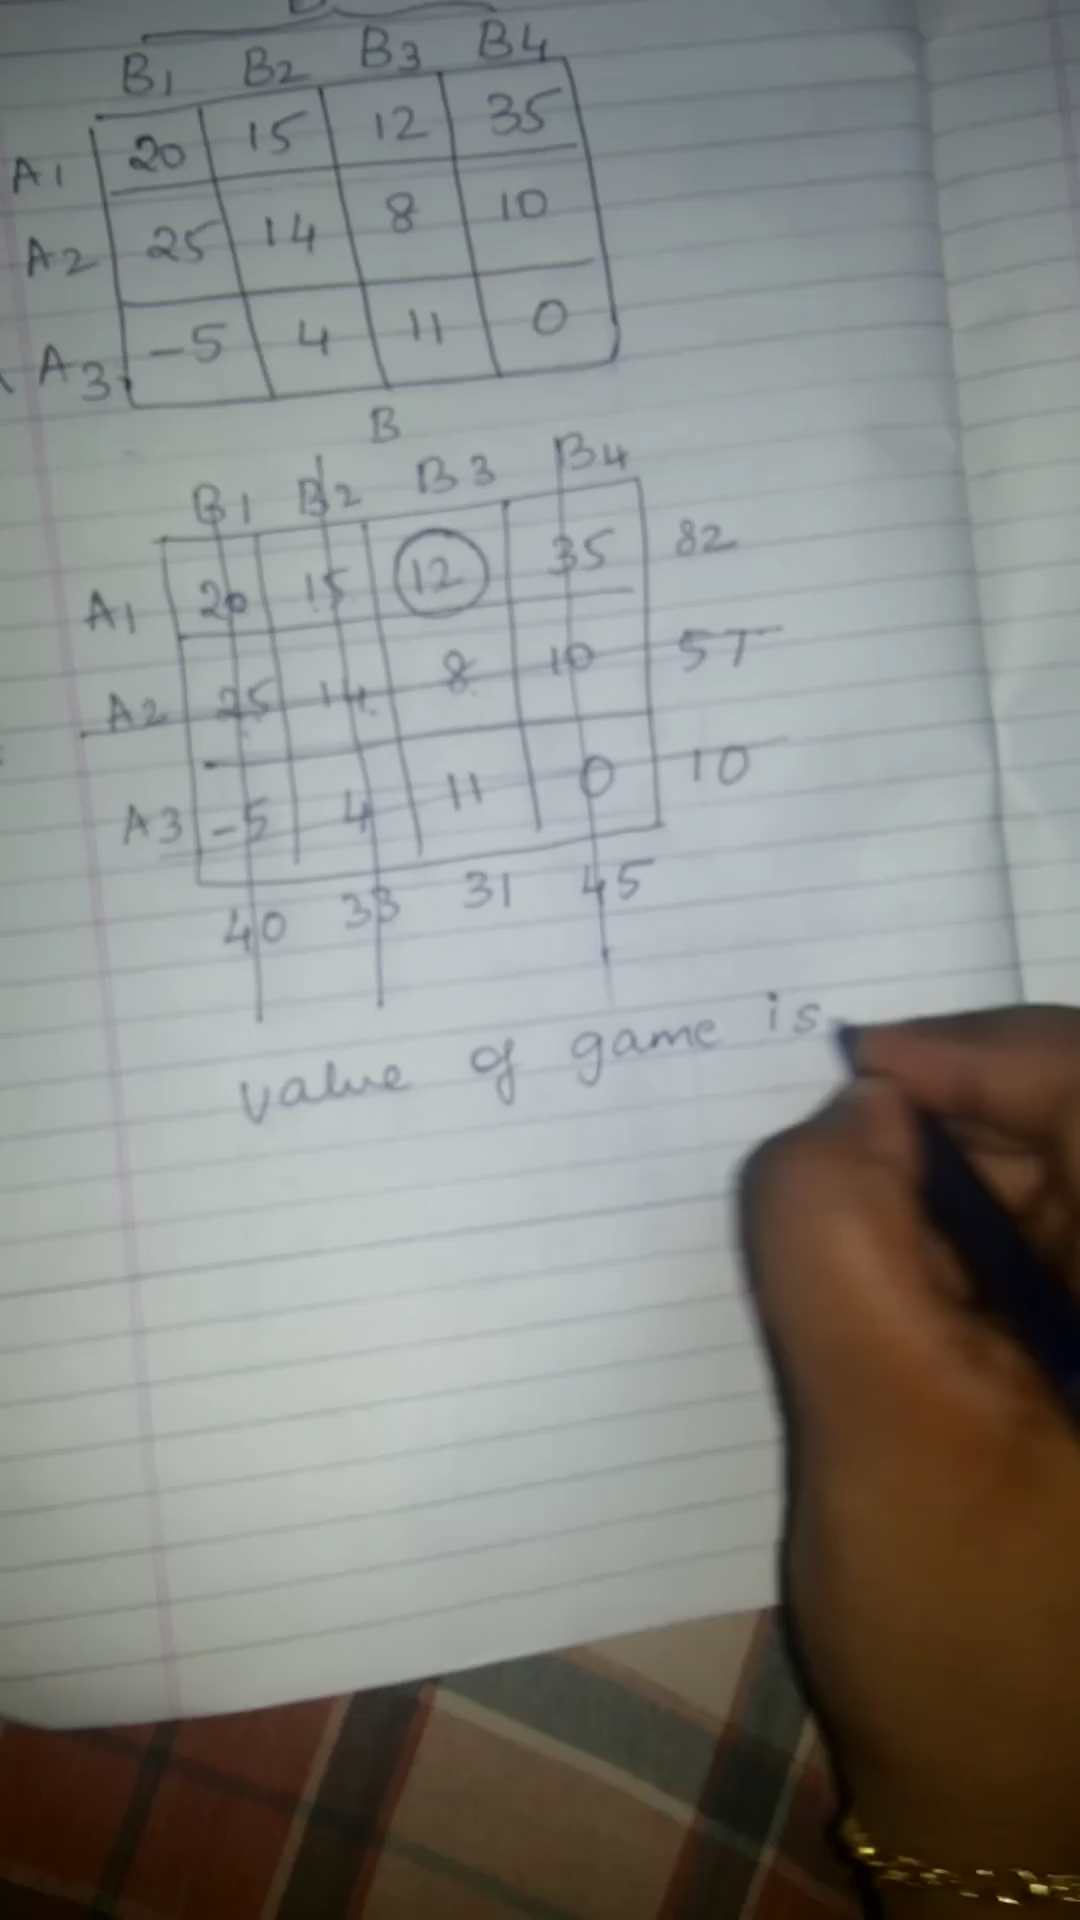 B1 B2 B3 B4
A1 20 15 12 35
A2 25 14 8 10
A3 -5 4 11 0
B
B1 B2 B3 B4
A1 20 15 12 35 82
A2 25 14 8 10 57
A3 -5 4 11 0 10
40 33 31 45
value of game is